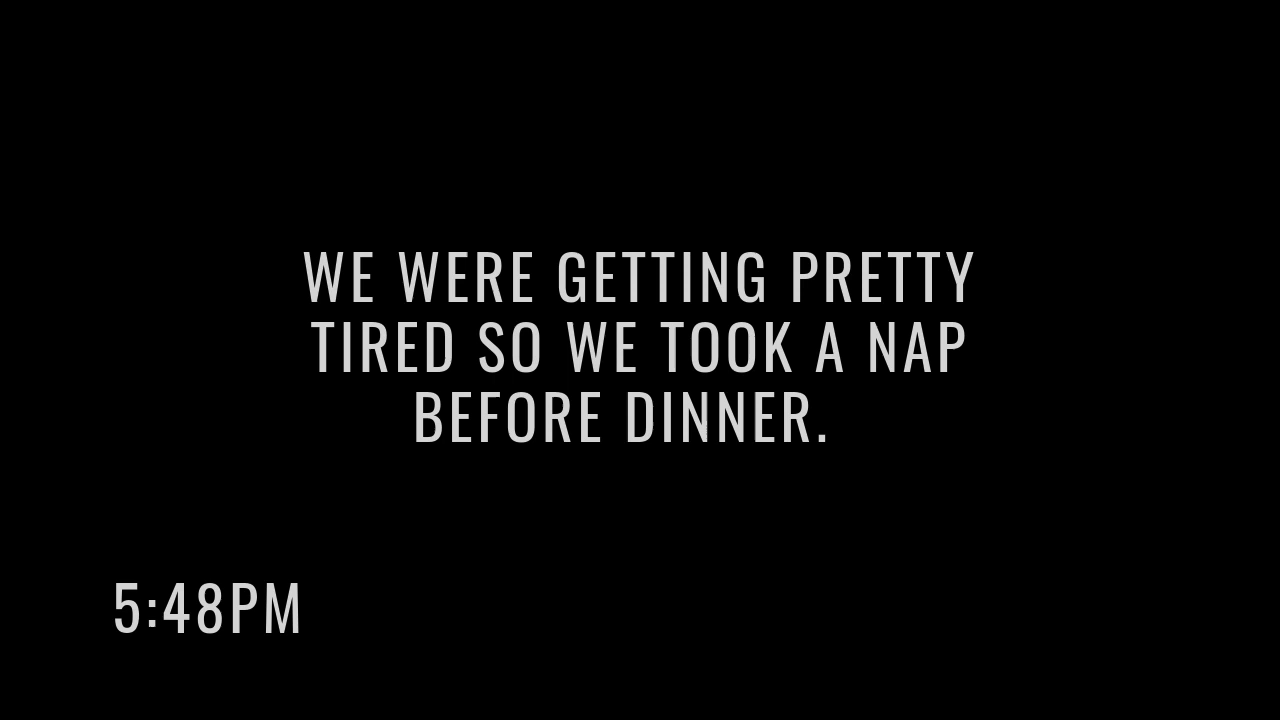 WE WERE GETTING PRETTY
TIRED SO WE TOOK A NAP
BEFORE DINNER.
5:48PM